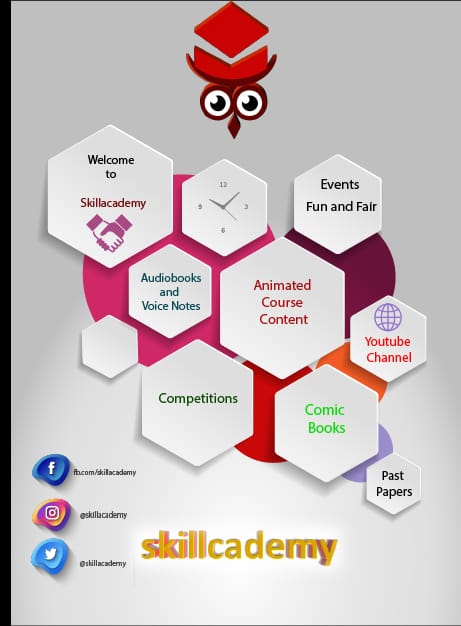 Welcome
to
Skillacademy
12
9
3
6
Events
Fun and Fair
Audiobooks
and
Voice Notes
Animated
Course
Content
Youtube
Channel
Competitions
Comic
Books
Past
Papers
fb.com/skillacademy
@skillacademy
@skillacademy
skillcademy